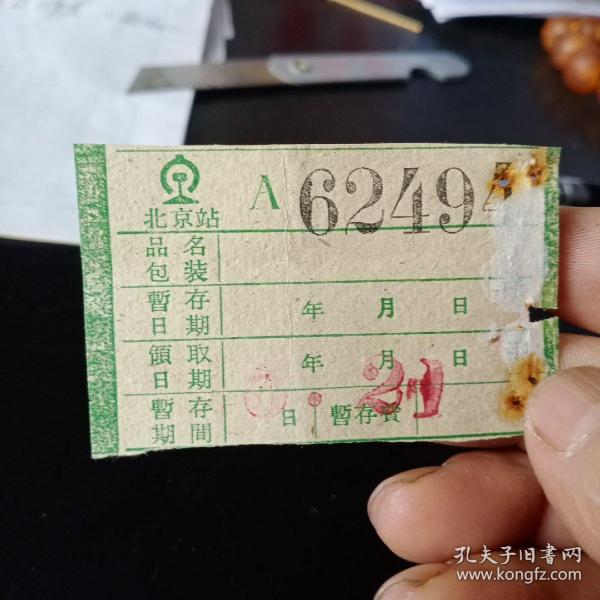 北京站 A 62494
品名
包装
暫存
日期 年 月 日
領取
日期 年 月 日
暫存
期間 日 暫存費
孔夫子旧书网
www.kongfz.com